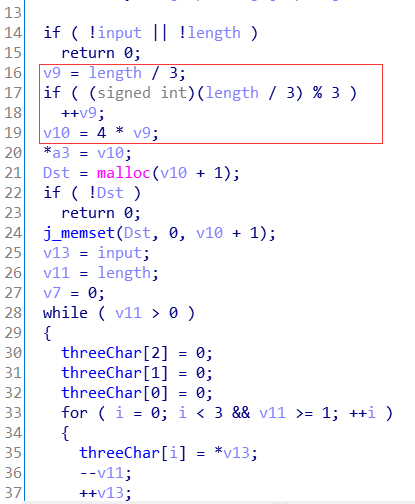 13
14 if ( !input || !length )
15 return 0;
16 v9 = length / 3;
17 if ( (signed int)(length / 3) % 3 )
18 ++v9;
19 v10 = 4 * v9;
20 *a3 = v10;
21 Dst = malloc(v10 + 1);
22 if ( !Dst )
23 return 0;
24 j_memset(Dst, 0, v10 + 1);
25 v13 = input;
26 v11 = length;
27 v7 = 0;
28 while ( v11 > 0 )
29 {
30 threeChar[2] = 0;
31 threeChar[1] = 0;
32 threeChar[0] = 0;
33 for ( i = 0; i < 3 && v11 >= 1; ++i )
34 {
35 threeChar[i] = *v13;
36 --v11;
37 ++v13;